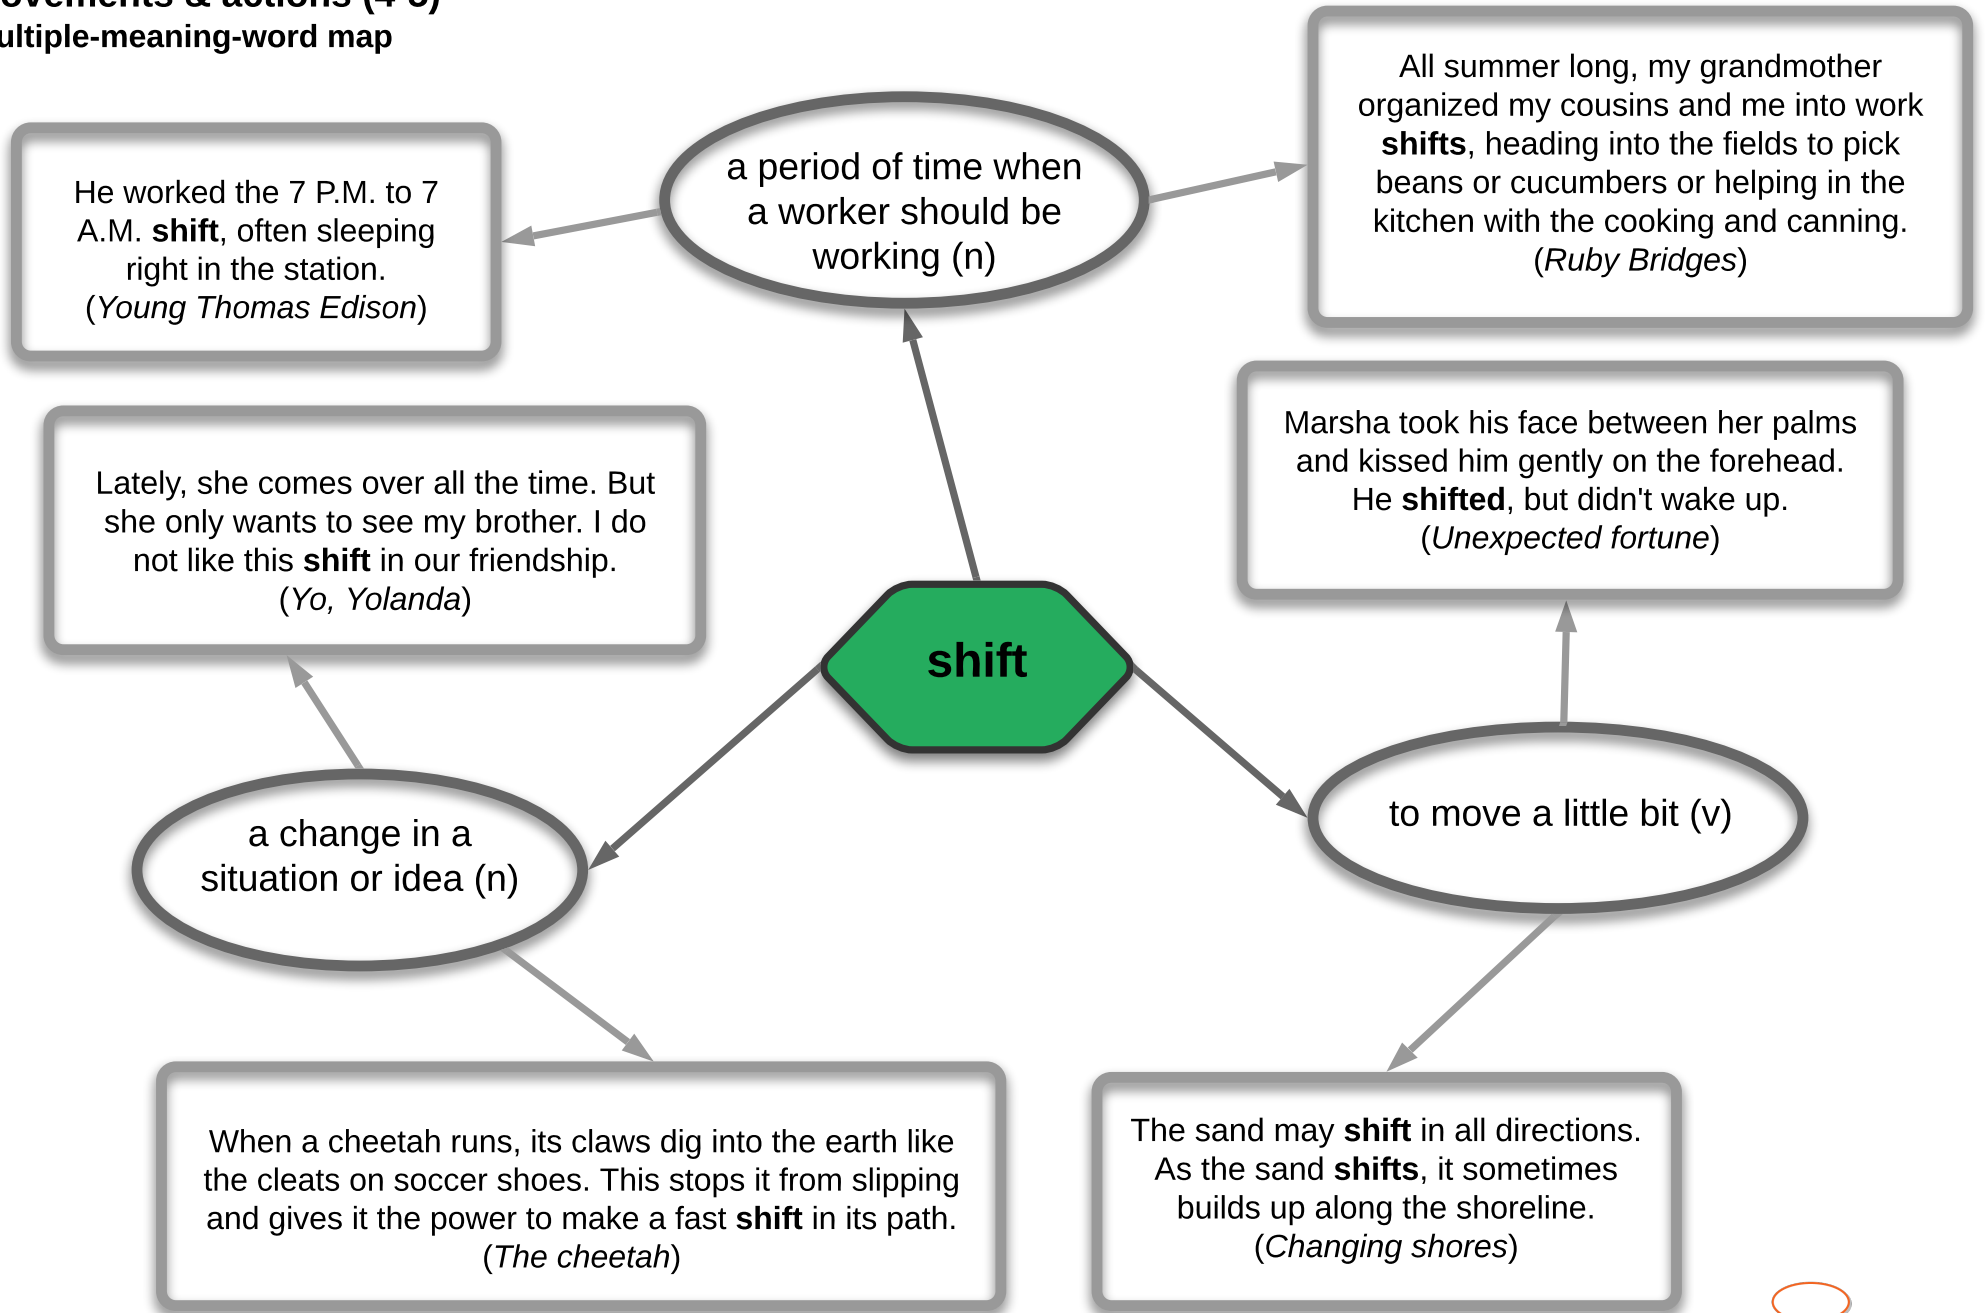 & actions
map
a period of time when
a worker should be
working (n)
All summer long, my grandmother
organized my cousins and me into work
shifts, heading into the fields to pick
beans or cucumbers or helping in the
kitchen with the cooking and canning.
(Ruby Bridges)
He worked the 7 P.M. to 7
A.M. shift, often sleeping
right in the station.
(Young Thomas Edison)
Marsha took his face between her palms
and kissed him gently on the forehead.
He shifted, but didn't wake up.
(Unexpected fortune)
Lately, she comes over all the time. But
she only wants to see my brother. I do
not like this shift in our friendship.
(Yo, Yolanda)
shift
to move a little bit (v)
a change in a
situation or idea (n)
When a cheetah runs, its claws dig into the earth like
the cleats on soccer shoes. This stops it from slipping
and gives it the power to make a fast shift in its path.
(The cheetah)
The sand may shift in all directions.
As the sand shifts, it sometimes
builds up along the shoreline.
(Changing shores)